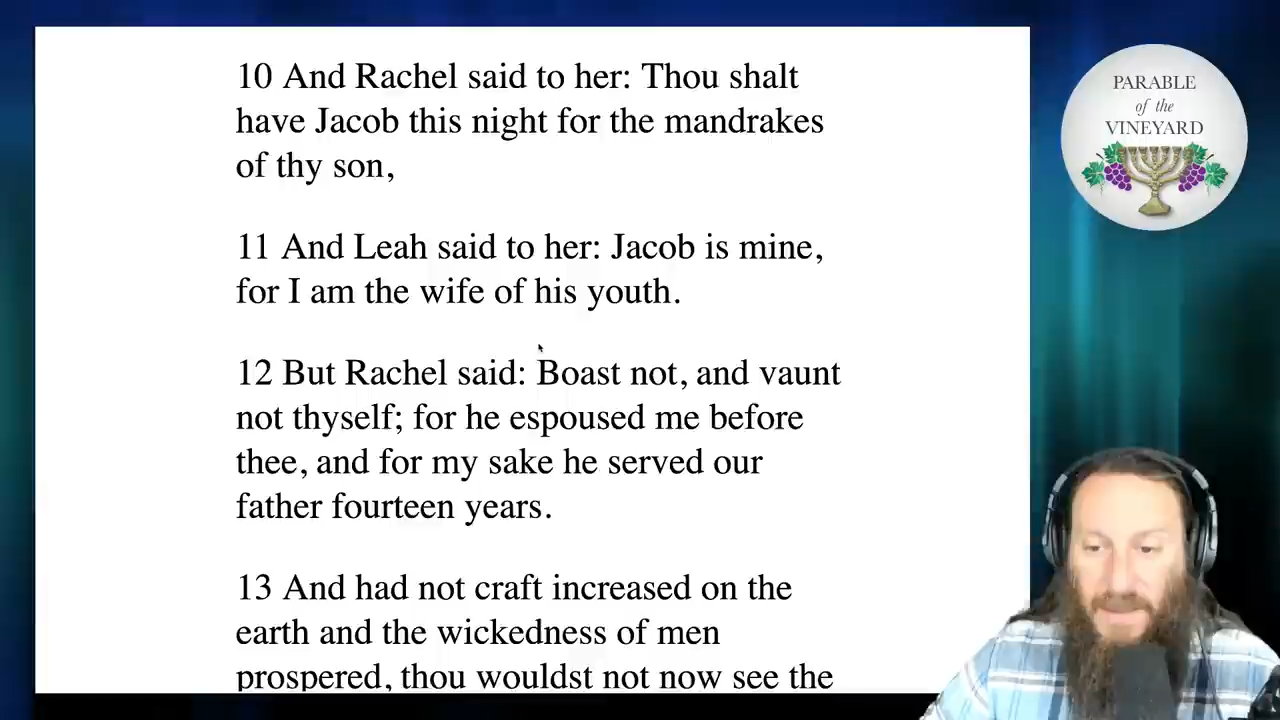 10 And Rachel said to her: Thou shalt
have Jacob this night for the mandrakes
of thy son,
11 And Leah said to her: Jacob is mine,
for I am the wife of his youth.
12 But Rachel said: Boast not, and vaunt
not thyself; for he espoused me before
thee, and for my sake he served our
father fourteen years.
13 And had not craft increased on the
earth and the wickedness of men
prospered, thou wouldst not now see the
PARABLE
of the
VINEYARD